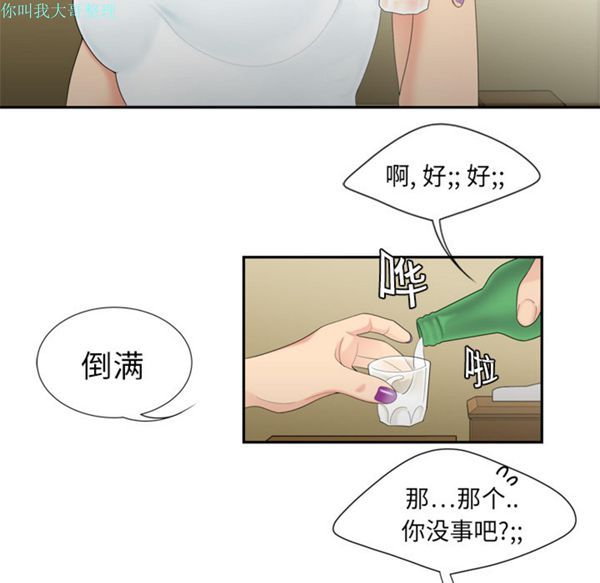 你叫我大哥整理
啊, 好;; 好;;
哗
啦
倒满
那...那个..
你没事吧?;;